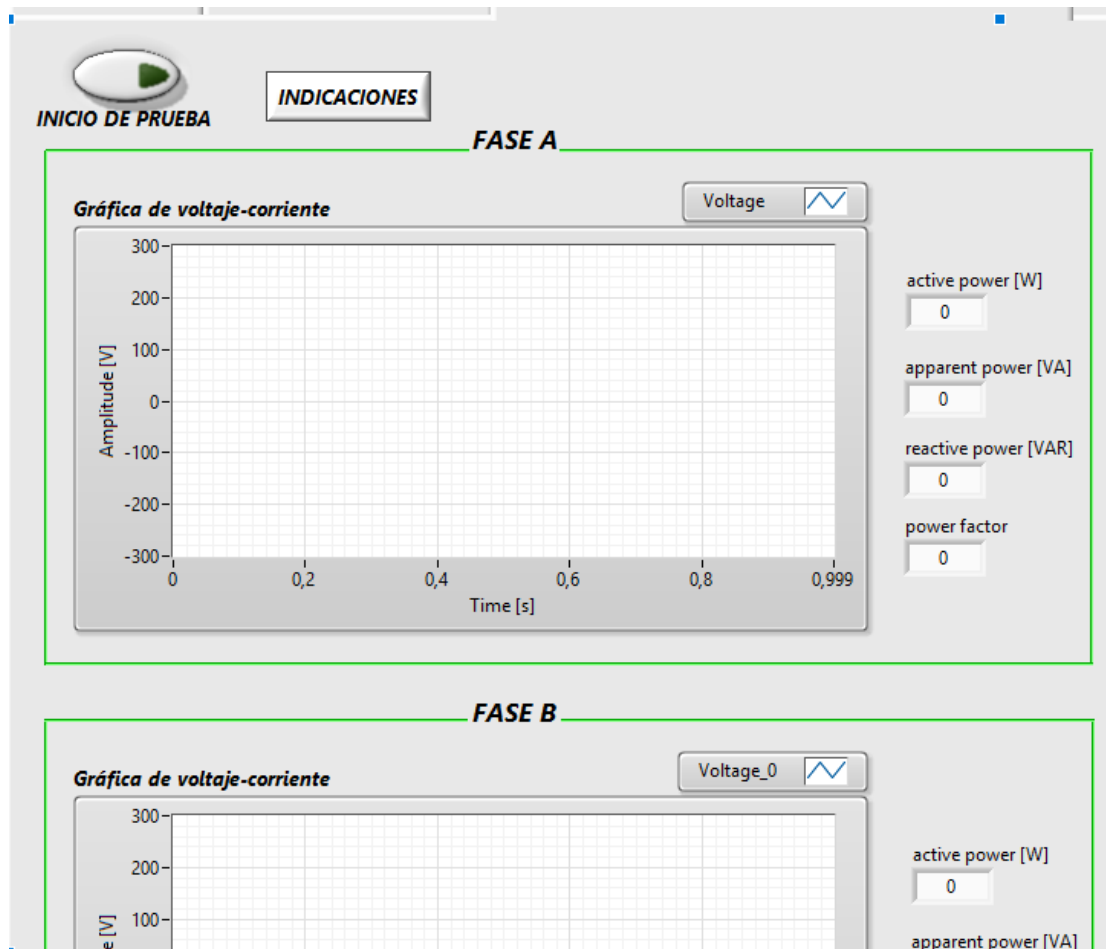 INICIO DE PRUEBA
INDICACIONES
FASE A
Gráfica de voltaje-corriente
Voltage
300
200
100
0
-100
-200
-300
Amplitude [V]
0 0,2 0,4 0,6 0,8 0,999
Time [s]
active power [W]
0
apparent power [VA]
0
reactive power [VAR]
0
power factor
0
FASE B
Gráfica de voltaje-corriente
Voltage_0
300
200
100
active power [W]
0
apparent power [VA]